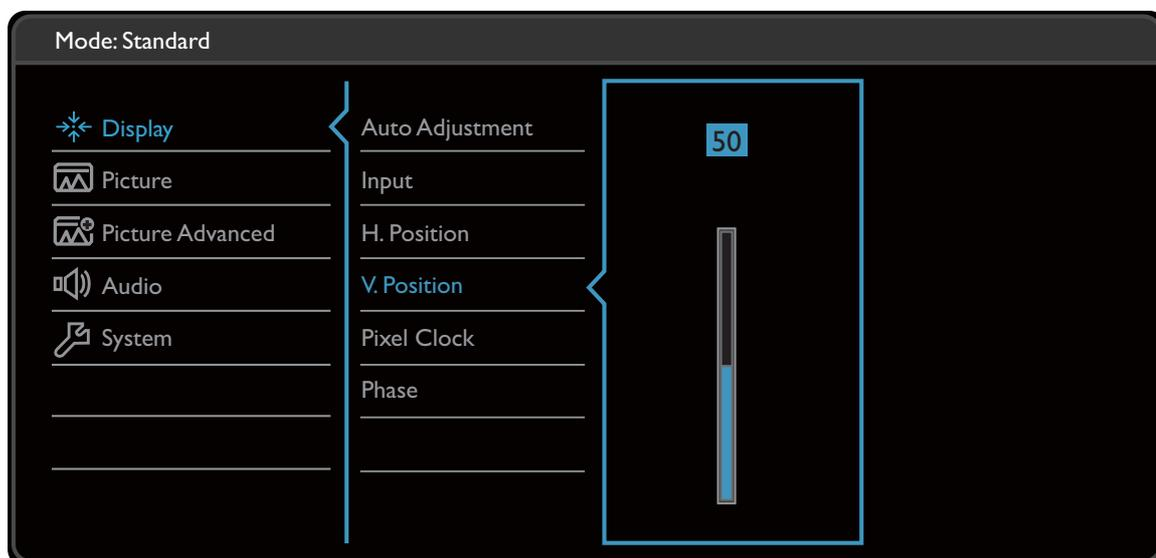 Mode: Standard
Display
Picture
Picture Advanced
Audio
System
Auto Adjustment
Input
H. Position
V. Position
Pixel Clock
Phase
50